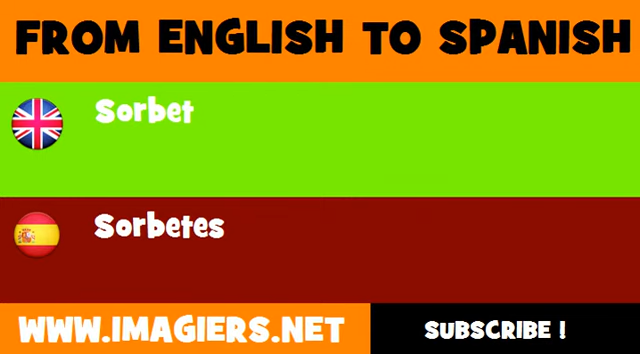 FROM ENGLISH TO SPANISH
Sorbet
Sorbetes
WWW.IMAGIERS.NET
SUBSCRIBE !